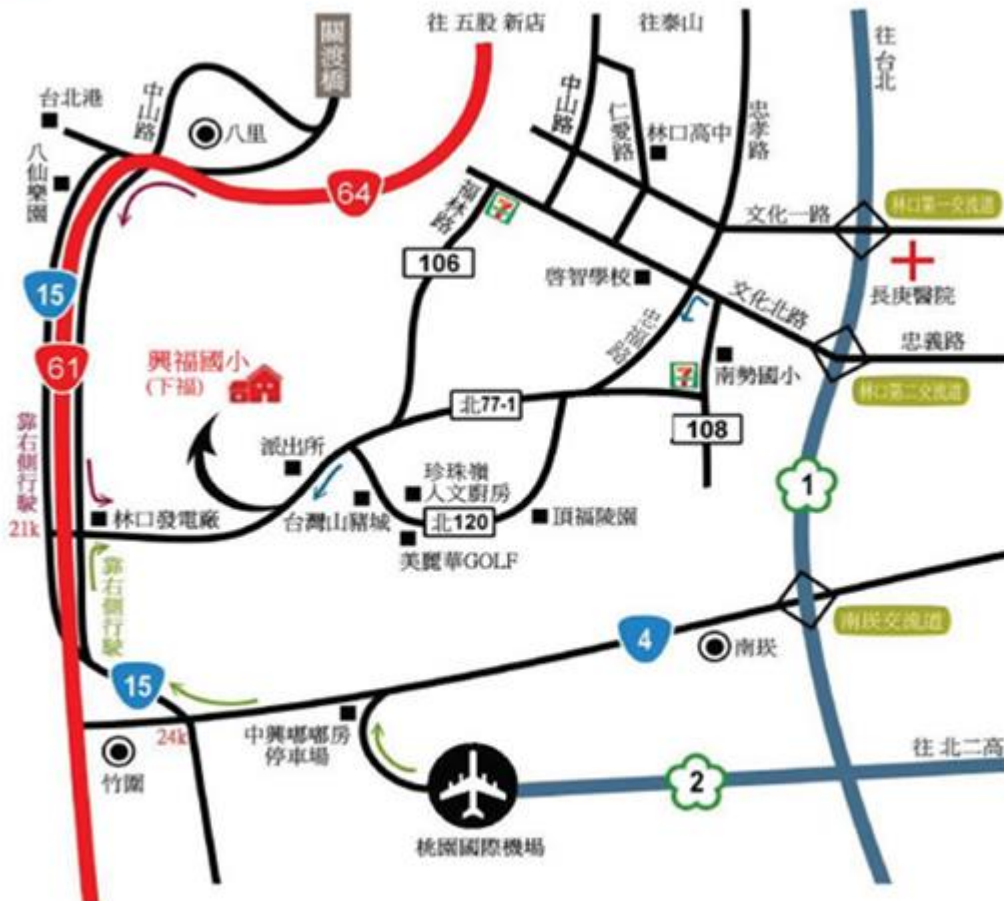 往 五股 新店
往泰山
往台北
關渡橋
台北港
中山路
八里
八仙樂園
64
中山路
仁愛路
林口高中
忠孝路
福林路
文化一路
林口第一交流道
長庚醫院
106
啓智學校
文化北路
忠義路
15
61
忠福路
南勢國小
林口第二交流道
興福國小
(下福)
北77-1
108
靠右側行駛
派出所
珍珠嶺
人文廚房
1
21k
林口發電廠
台灣山豬城
北120
頂福陵園
美麗華GOLF
靠右側行駛
4
南崁
南崁交流道
15
24k
中興嘟嘟房
停車場
竹圍
2
往 北二高
桃園國際機場